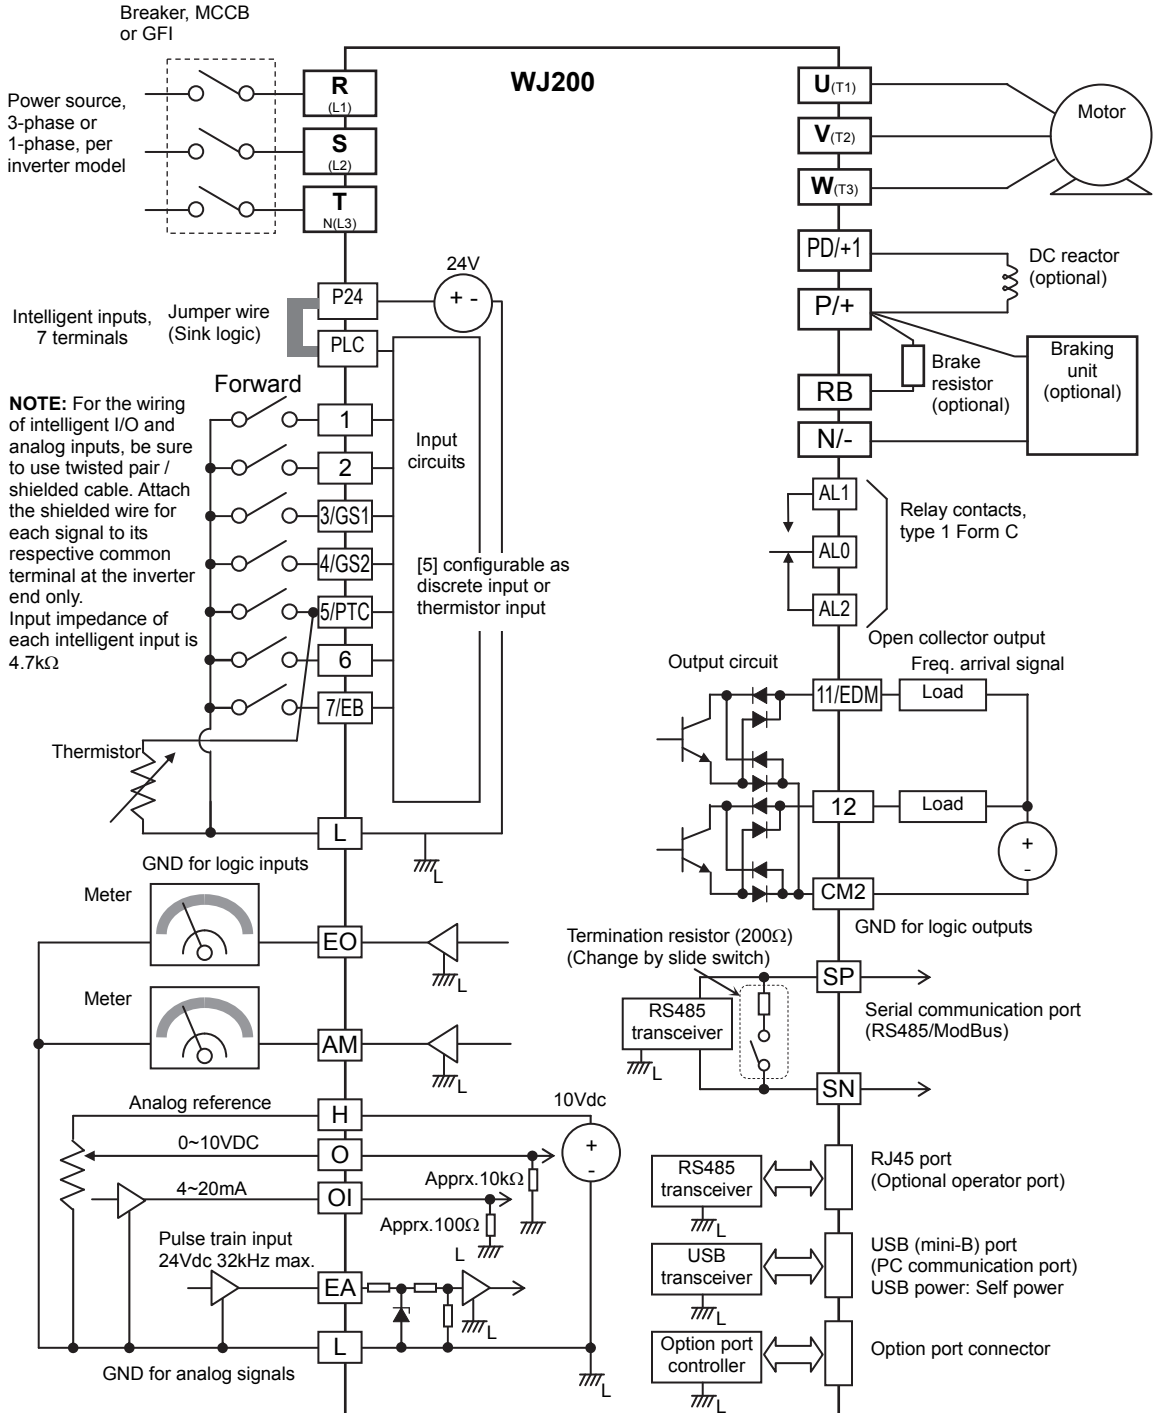 Breaker, MCCB
or GFI
WJ200
Power source,
3-phase or
1-phase, per
inverter model
R
(L1)
S
(L2)
T
N(L3)
U(T1)
V(T2)
W(T3)
Motor
PD/+1
P/+
DC reactor
(optional)
RB
N/-
Brake
resistor
(optional)
Braking
unit
(optional)
24V
+ -
P24
PLC
Jumper wire
(Sink logic)
Intelligent inputs,
7 terminals
Forward
NOTE: For the wiring
of intelligent I/O and
analog inputs, be sure
to use twisted pair /
shielded cable. Attach
the shielded wire for
each signal to its
respective common
terminal at the inverter
end only.
Input impedance of
each intelligent input is
4.7kΩ
1
2
3/GS1
4/GS2
5/PTC
6
7/EB
Input
circuits
[5] configurable as
discrete input or
thermistor input
Thermistor
L
L
GND for logic inputs
AL1
AL0
AL2
Relay contacts,
type 1 Form C
Open collector output
Output circuit
Freq. arrival signal
11/EDM
Load
12
Load
+
-
CM2
GND for logic outputs
Meter
EO
L
Meter
AM
L
Termination resistor (200Ω)
(Change by slide switch)
RS485
transceiver
L
SP
SN
Serial communication port
(RS485/ModBus)
Analog reference
H
10Vdc
+
-
0~10VDC
O
Apprx.10kΩ
4~20mA
OI
Apprx.100Ω
L
Pulse train input
24Vdc 32kHz max.
EA
L
L
GND for analog signals
L
RS485
transceiver
L
RJ45 port
(Optional operator port)
USB
transceiver
L
USB (mini-B) port
(PC communication port)
USB power: Self power
Option port
controller
L
Option port connector